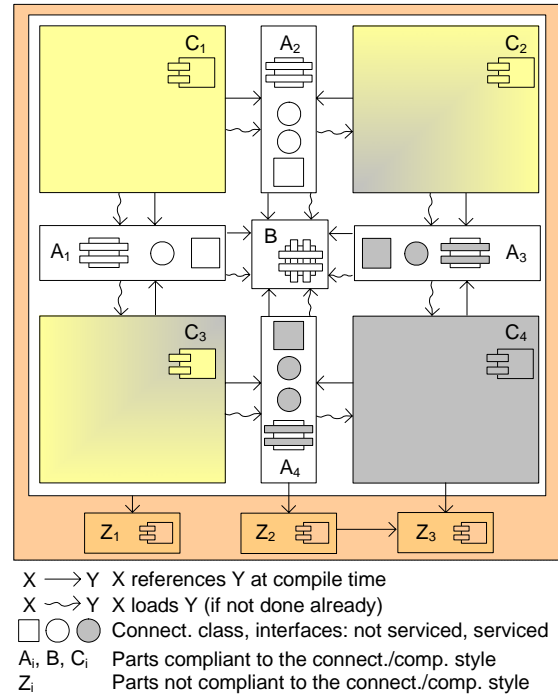 C1
A2
C2
A1
B
A3
C3
C4
A4
Z1
Z2
Z3
X → Y X references Y at compile time
X ⇝ Y X loads Y (if not done already)
Connect. class, interfaces: not serviced, serviced
Ai, B, Ci Parts compliant to the connect./comp. style
Zi Parts not compliant to the connect./comp. style